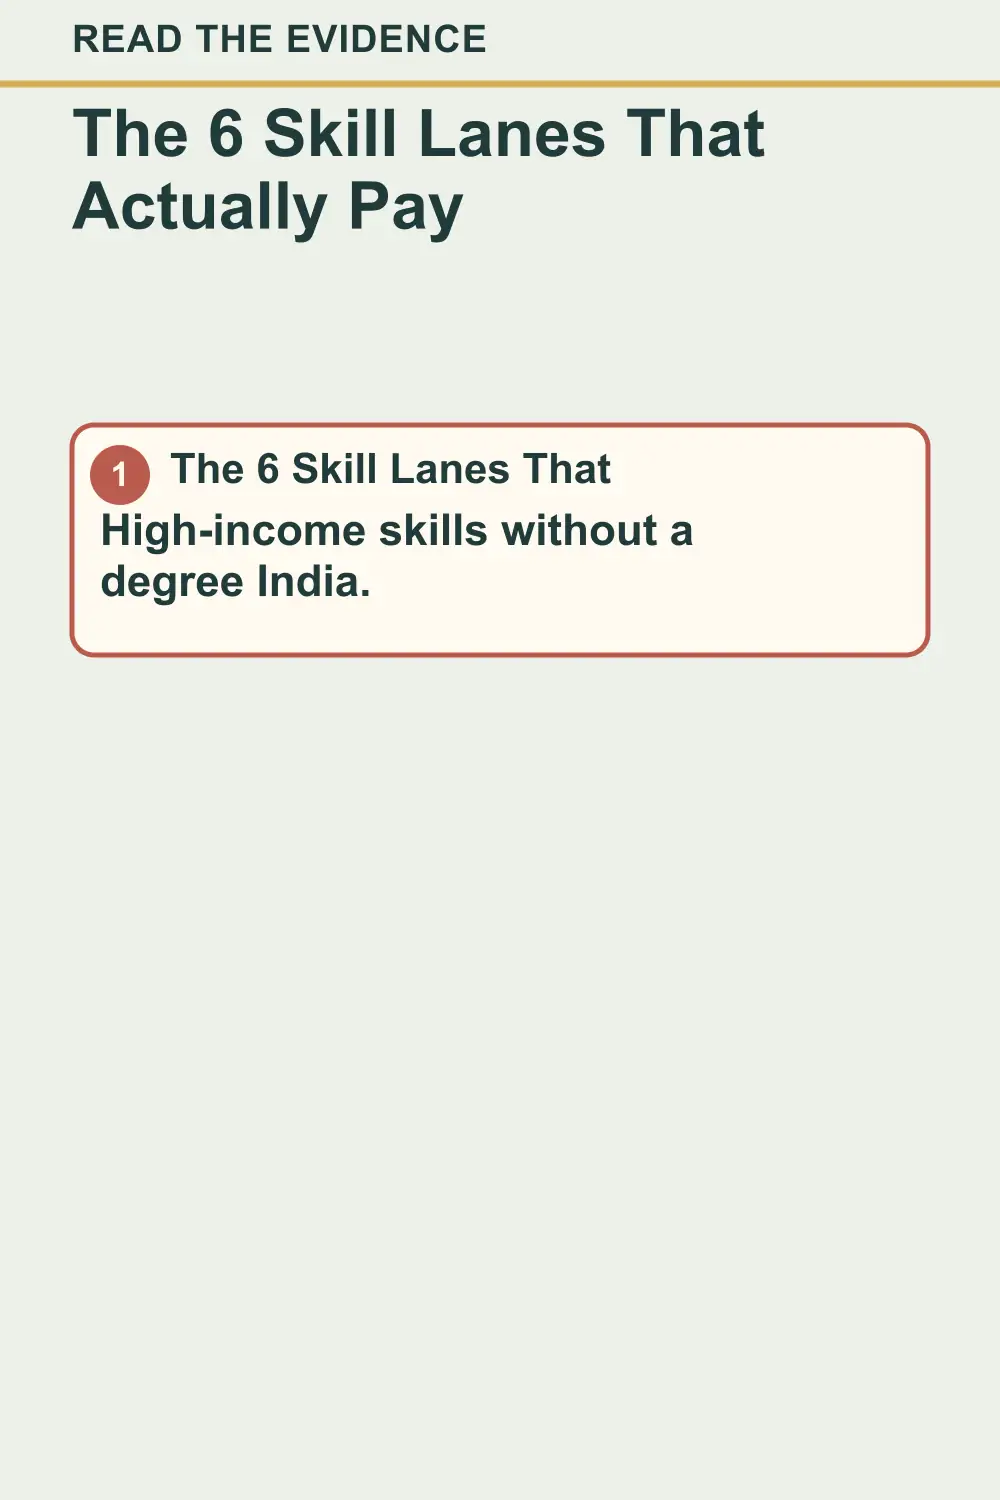 READ THE EVIDENCE
The 6 Skill Lanes That
Actually Pay
1 The 6 Skill Lanes That
High-income skills without a
degree India.